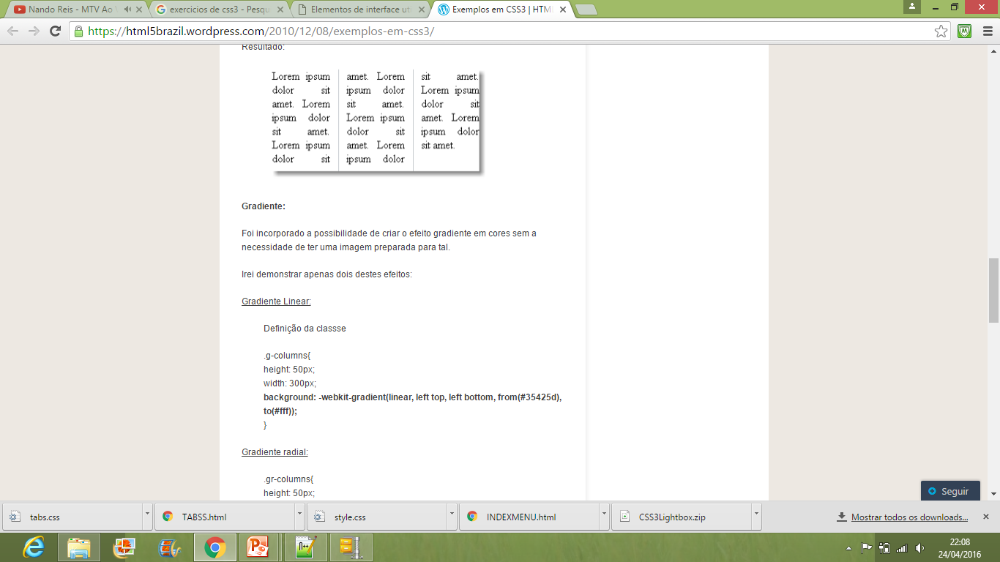 Nando Reis - MTV Ao V
exercicios de css3 - Pesqu
Elementos de interface uti
Exemplos em CSS3 | HTM
https://html5brazil.wordpress.com/2010/12/08/exemplos-em-css3/
Resultado:
Lorem ipsum
dolor sit
amet. Lorem
ipsum dolor
sit amet.
Lorem ipsum
dolor sit
amet. Lorem
ipsum dolor
sit amet.
Lorem ipsum
dolor sit
amet. Lorem
ipsum dolor
sit amet.
Lorem ipsum
dolor sit
amet. Lorem
ipsum dolor
sit amet.
Gradiente:
Foi incorporado a possibilidade de criar o efeito gradiente em cores sem a
necessidade de ter uma imagem preparada para tal.
Irei demonstrar apenas dois destes efeitos:
Gradiente Linear:
Definição da classse
.g-columns{
height: 50px;
width: 300px;
background: -webkit-gradient(linear, left top, left bottom, from(#35425d),
to(#fff));
}
Gradiente radial:
.gr-columns{
height: 50px;
Seguir
tabs.css
TABSS.html
style.css
INDEXMENU.html
CSS3Lightbox.zip
Mostrar todos os downloads...
22:08
24/04/2016